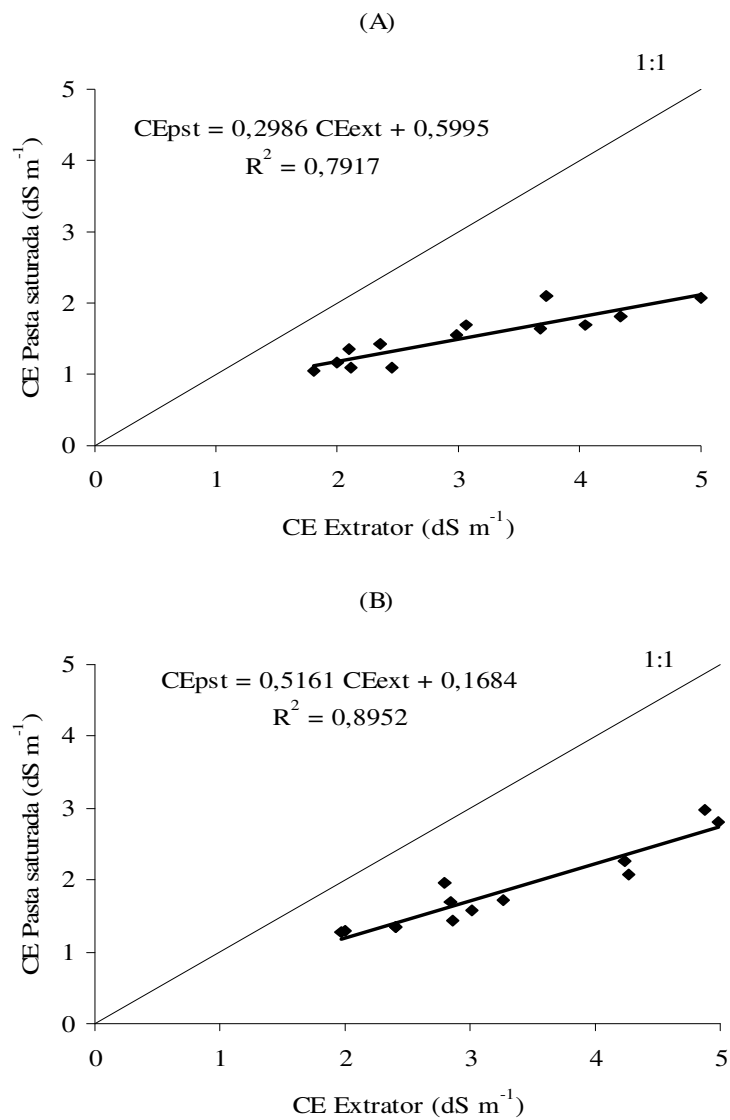 (A)
1:1
CEpst = 0,2986 CEext + 0,5995
R² = 0,7917
5
4
3
2
1
0
0 1 2 3 4 5
CE Pasta saturada (dS m⁻¹)
CE Extrator (dS m⁻¹)
(B)
1:1
CEpst = 0,5161 CEext + 0,1684
R² = 0,8952
5
4
3
2
1
0
0 1 2 3 4 5
CE Pasta saturada (dS m⁻¹)
CE Extrator (dS m⁻¹)